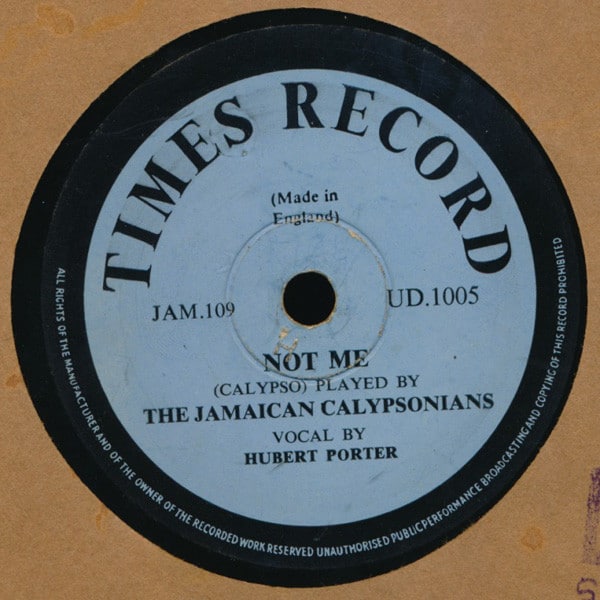 TIMES RECORD
(Made in
England)
JAM.109
UD.1005
NOT ME
(CALYPSO) PLAYED BY
THE JAMAICAN CALYPSONIANS
VOCAL BY
HUBERT PORTER
ALL RIGHTS OF THE MANUFACTURER AND OF THE OWNER OF THE RECORDED WORK RESERVED UNAUTHORISED PUBLIC PERFORMANCE BROADCASTING AND COPYING OF THIS RECORD PROHIBITED